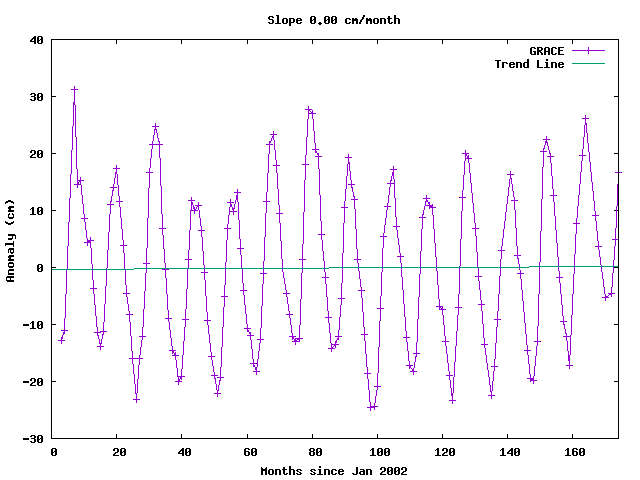 Slope 0.00 cm/month
40
GRACE
Trend Line
30
20
10
0
-10
-20
-30
Anomaly (cm)
0 20 40 60 80 100 120 140 160
Months since Jan 2002